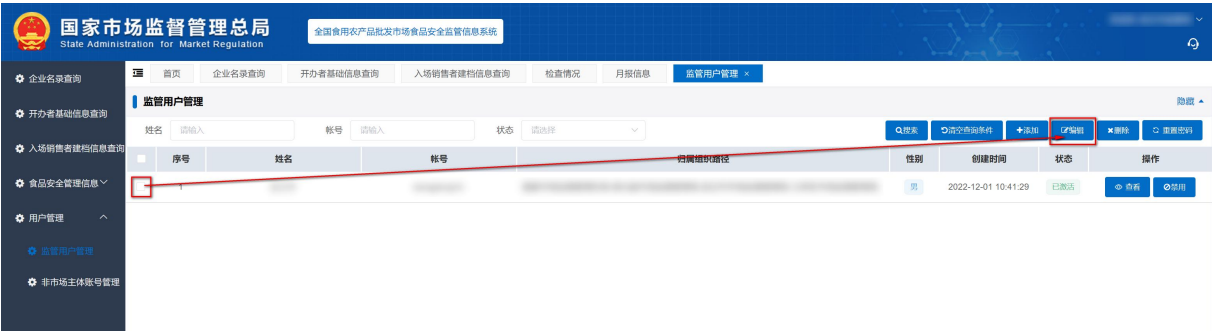 国家市场监督管理总局
State Administration for Market Regulation
全国食用农产品批发市场食品安全监管信息系统
企业名录查询
开办者基础信息查询
入场销售者建档信息查询
食品安全管理信息
用户管理
监管用户管理
非市场主体账号管理
首页 企业名录查询 开办者基础信息查询 入场销售者建档信息查询 检查情况 月报信息 监管用户管理 ×
监管用户管理 隐藏
姓名 请输入 帐号 请输入 状态 请选择 搜索 清空查询条件 +添加 编辑 删除 重置密码
序号 姓名 帐号 归属组织路径 性别 创建时间 状态 操作
1 男 2022-12-01 10:41:29 已激活 查看 禁用